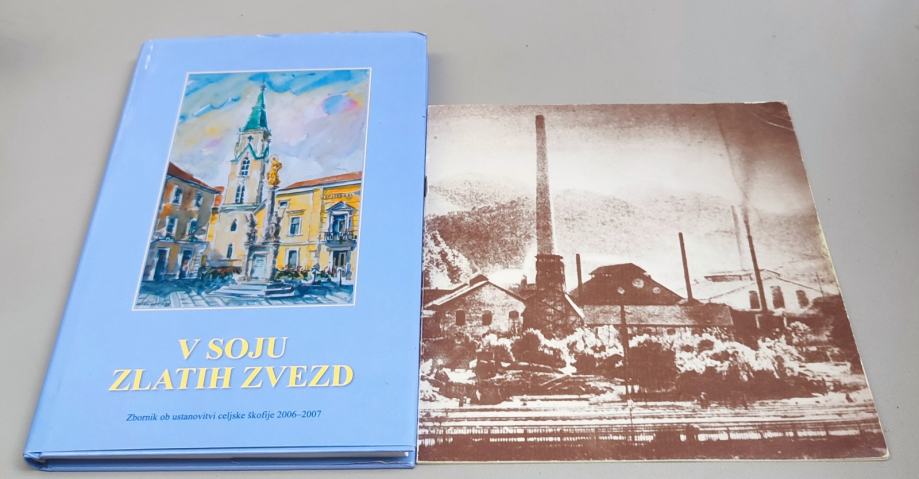 V SOJU
ZLATIH ZVEZD
Zbornik ob ustanovitvi celjske škofije 2006–2007